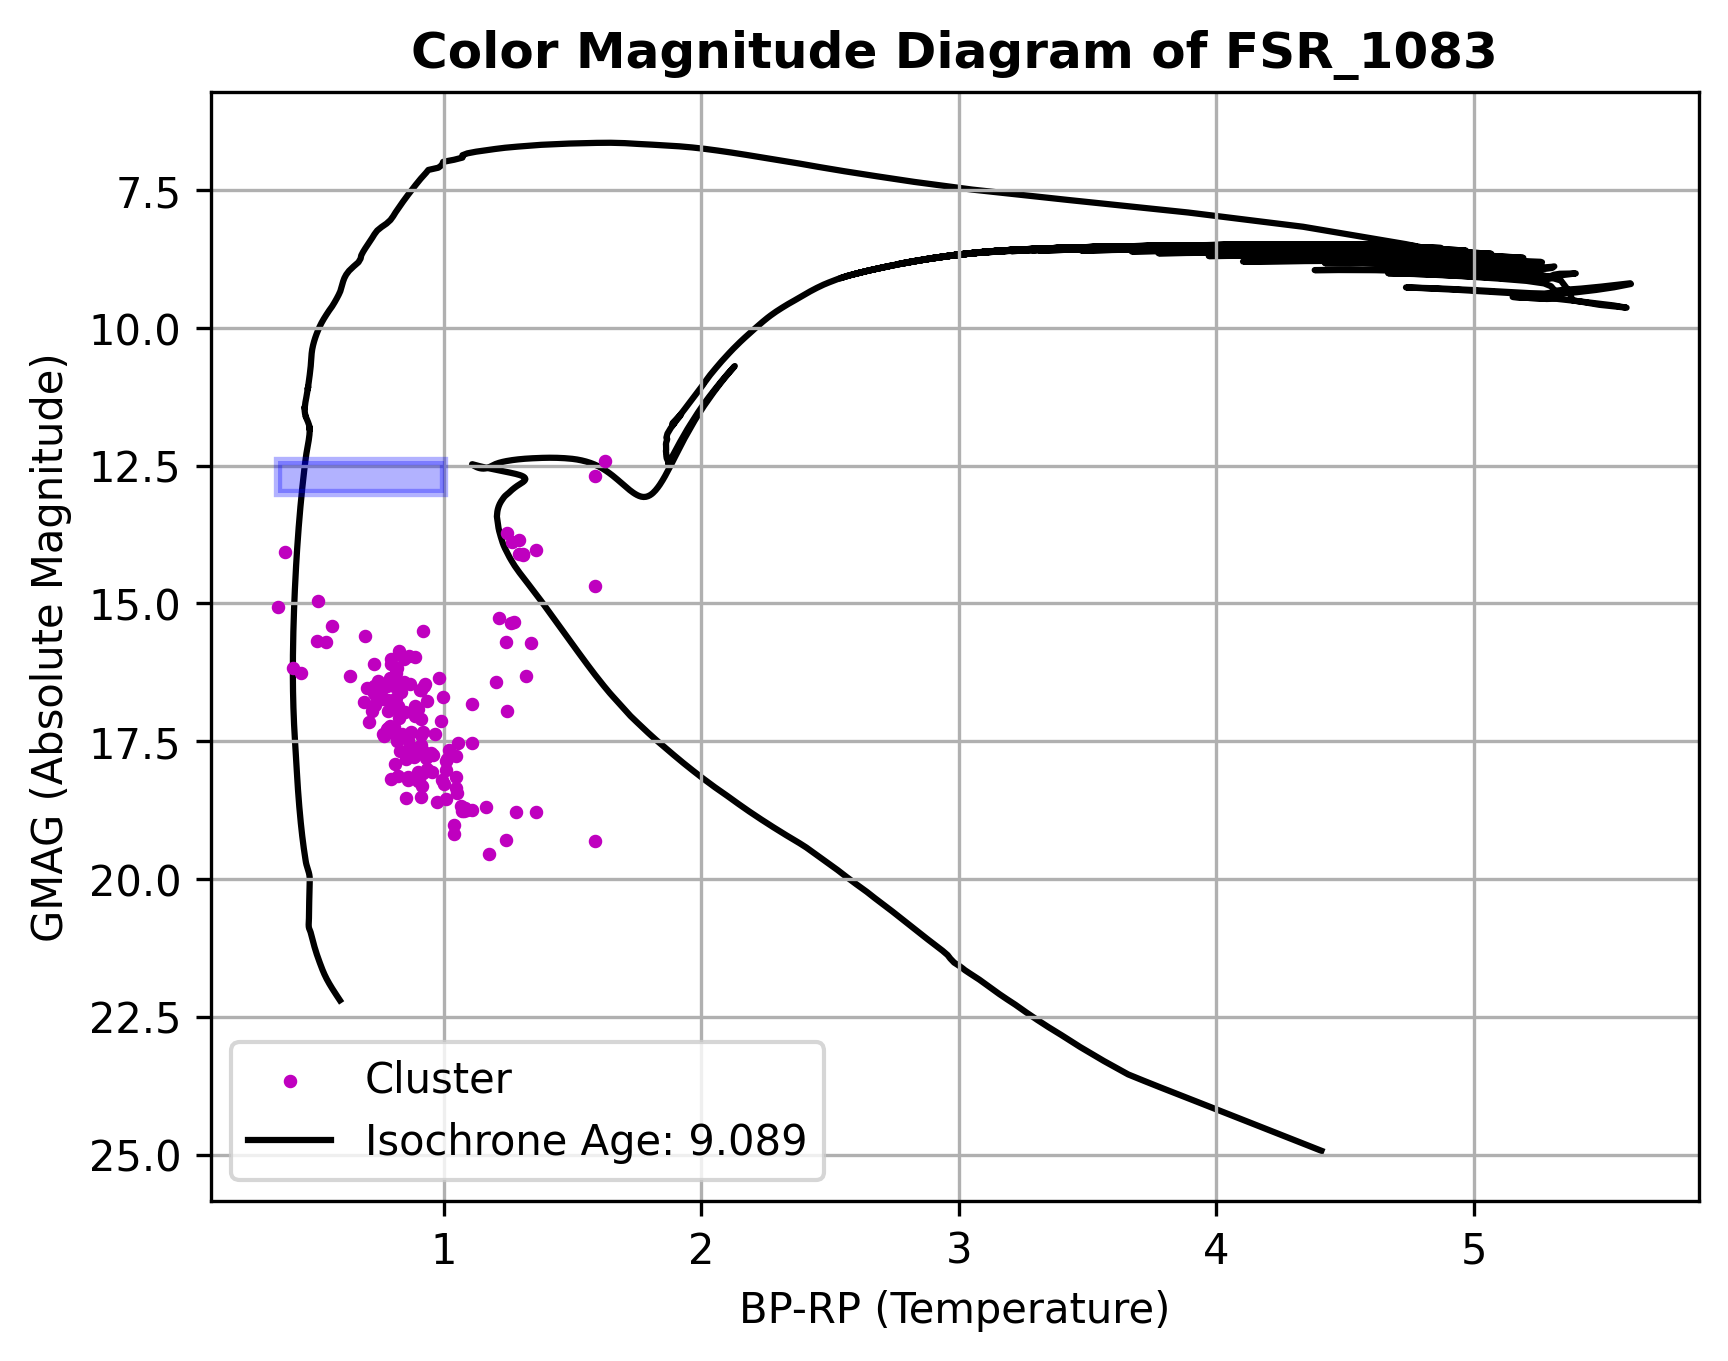 Color Magnitude Diagram of FSR_1083
GMAG (Absolute Magnitude)
7.5
10.0
12.5
15.0
17.5
20.0
22.5
25.0
Cluster
Isochrone Age: 9.089
1 2 3 4 5
BP-RP (Temperature)